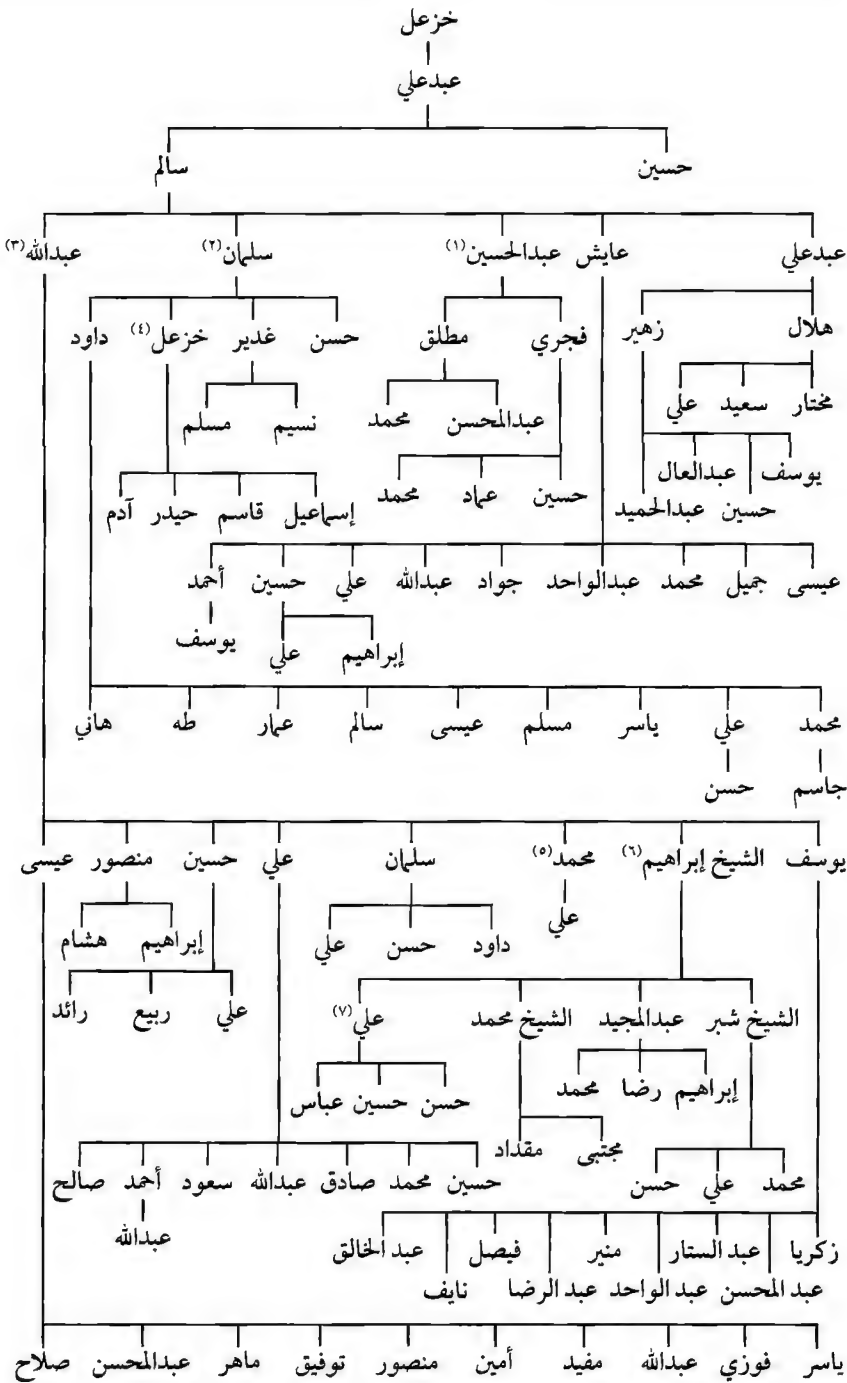 خزعل
عبدعلي
حسين سالم
عبدعلي عايش عبدالحسين (١) سلمان (٢) عبدالله (٣)
هلال زهير فجري مطلق حسن غدير خزعل (٤) داود
مختار سعيد علي عبدالمحسن محمد نسيم مسلم
يوسف عبدالعال حسين عماد محمد إسماعيل قاسم حيدر آدم
حسين عبدالحميد
عيسى جميل محمد عبدالواحد جواد عبدالله علي حسين أحمد
إبراهيم علي يوسف
محمد علي ياسر مسلم عيسى سالم عمار طه هاني
جاسم حسن
يوسف الشيخ إبراهيم (٦) محمد (٥) سلمان علي حسين منصور عيسى
علي داود حسن علي إبراهيم هشام
الشيخ شبر عبدالمجيد الشيخ محمد علي (٧) علي ربيع رائد
إبراهيم رضا محمد حسن حسين عباس
مجتبى مقداد
محمد علي حسن حسين محمد صادق عبدالله سعود أحمد صالح
عبدالله
زكريا عبد الستار منير فيصل عبد الخالق
عبد المحسن عبد الواحد عبد الرضا نايف
ياسر فوزي عبدالله مفيد أمين منصور توفيق ماهر عبدالمحسن صلاح